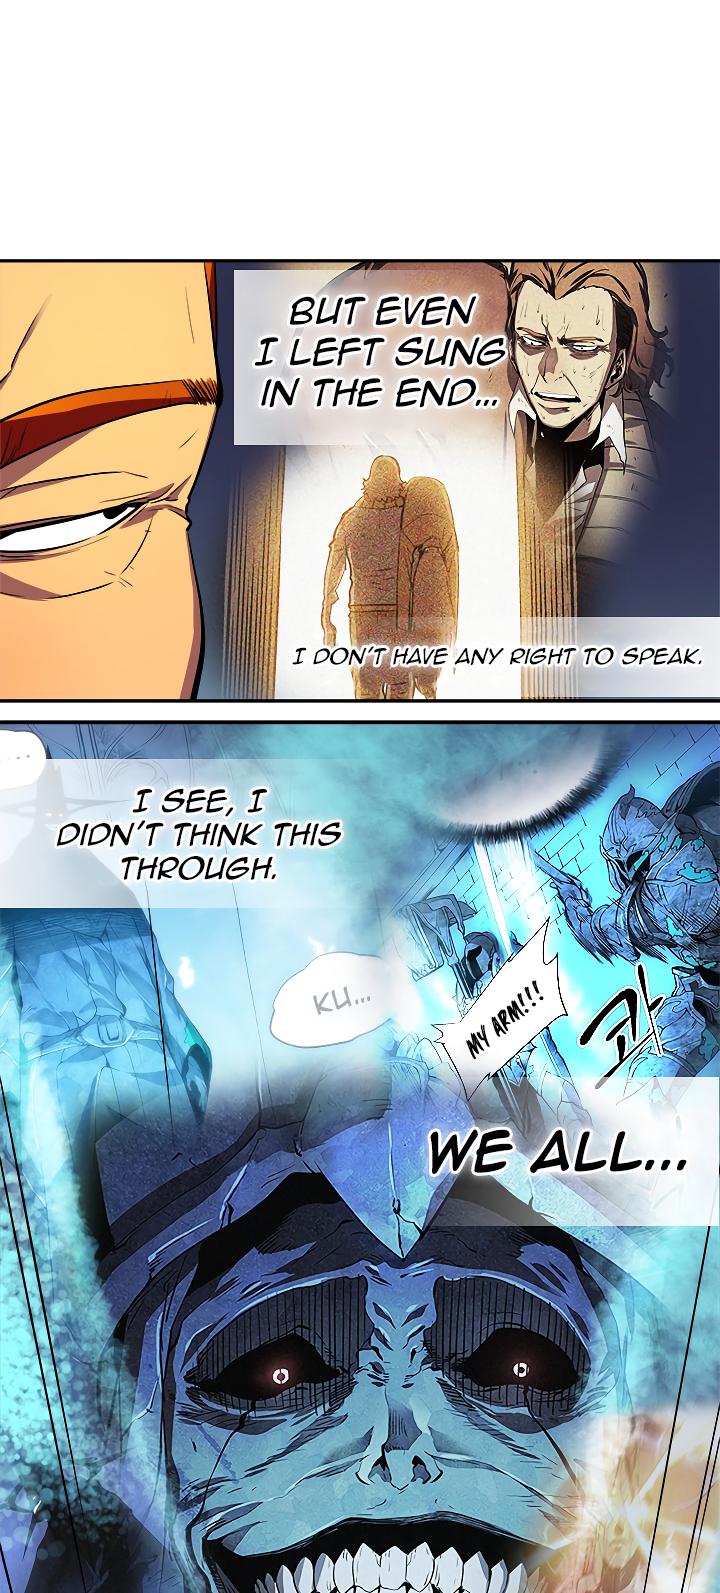 BUT EVEN
I LEFT SUNG
IN THE END...
I DON'T HAVE ANY RIGHT TO SPEAK.
...
I SEE, I
DIDN'T THINK THIS
THROUGH.
KU...
MY ARM!!!
콰
WE ALL...